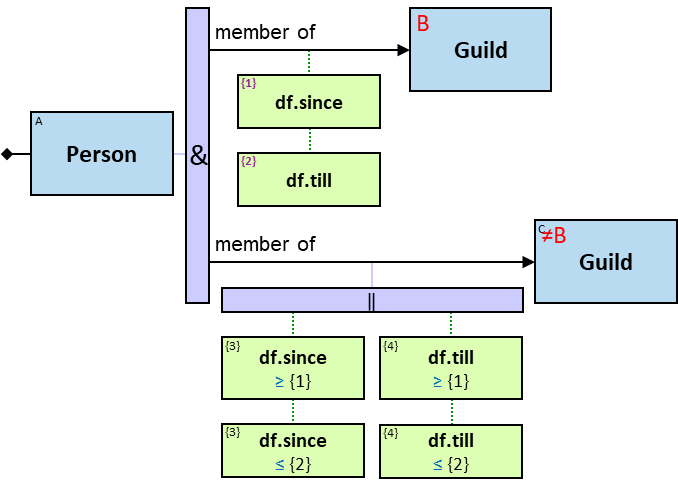 member of
B
Guild
{1}
df.since
A
Person
&
{2}
df.till
member of
C
≠B
Guild
||
{3}
df.since
≥ {1}
{4}
df.till
≥ {1}
{3}
df.since
≤ {2}
{4}
df.till
≤ {2}